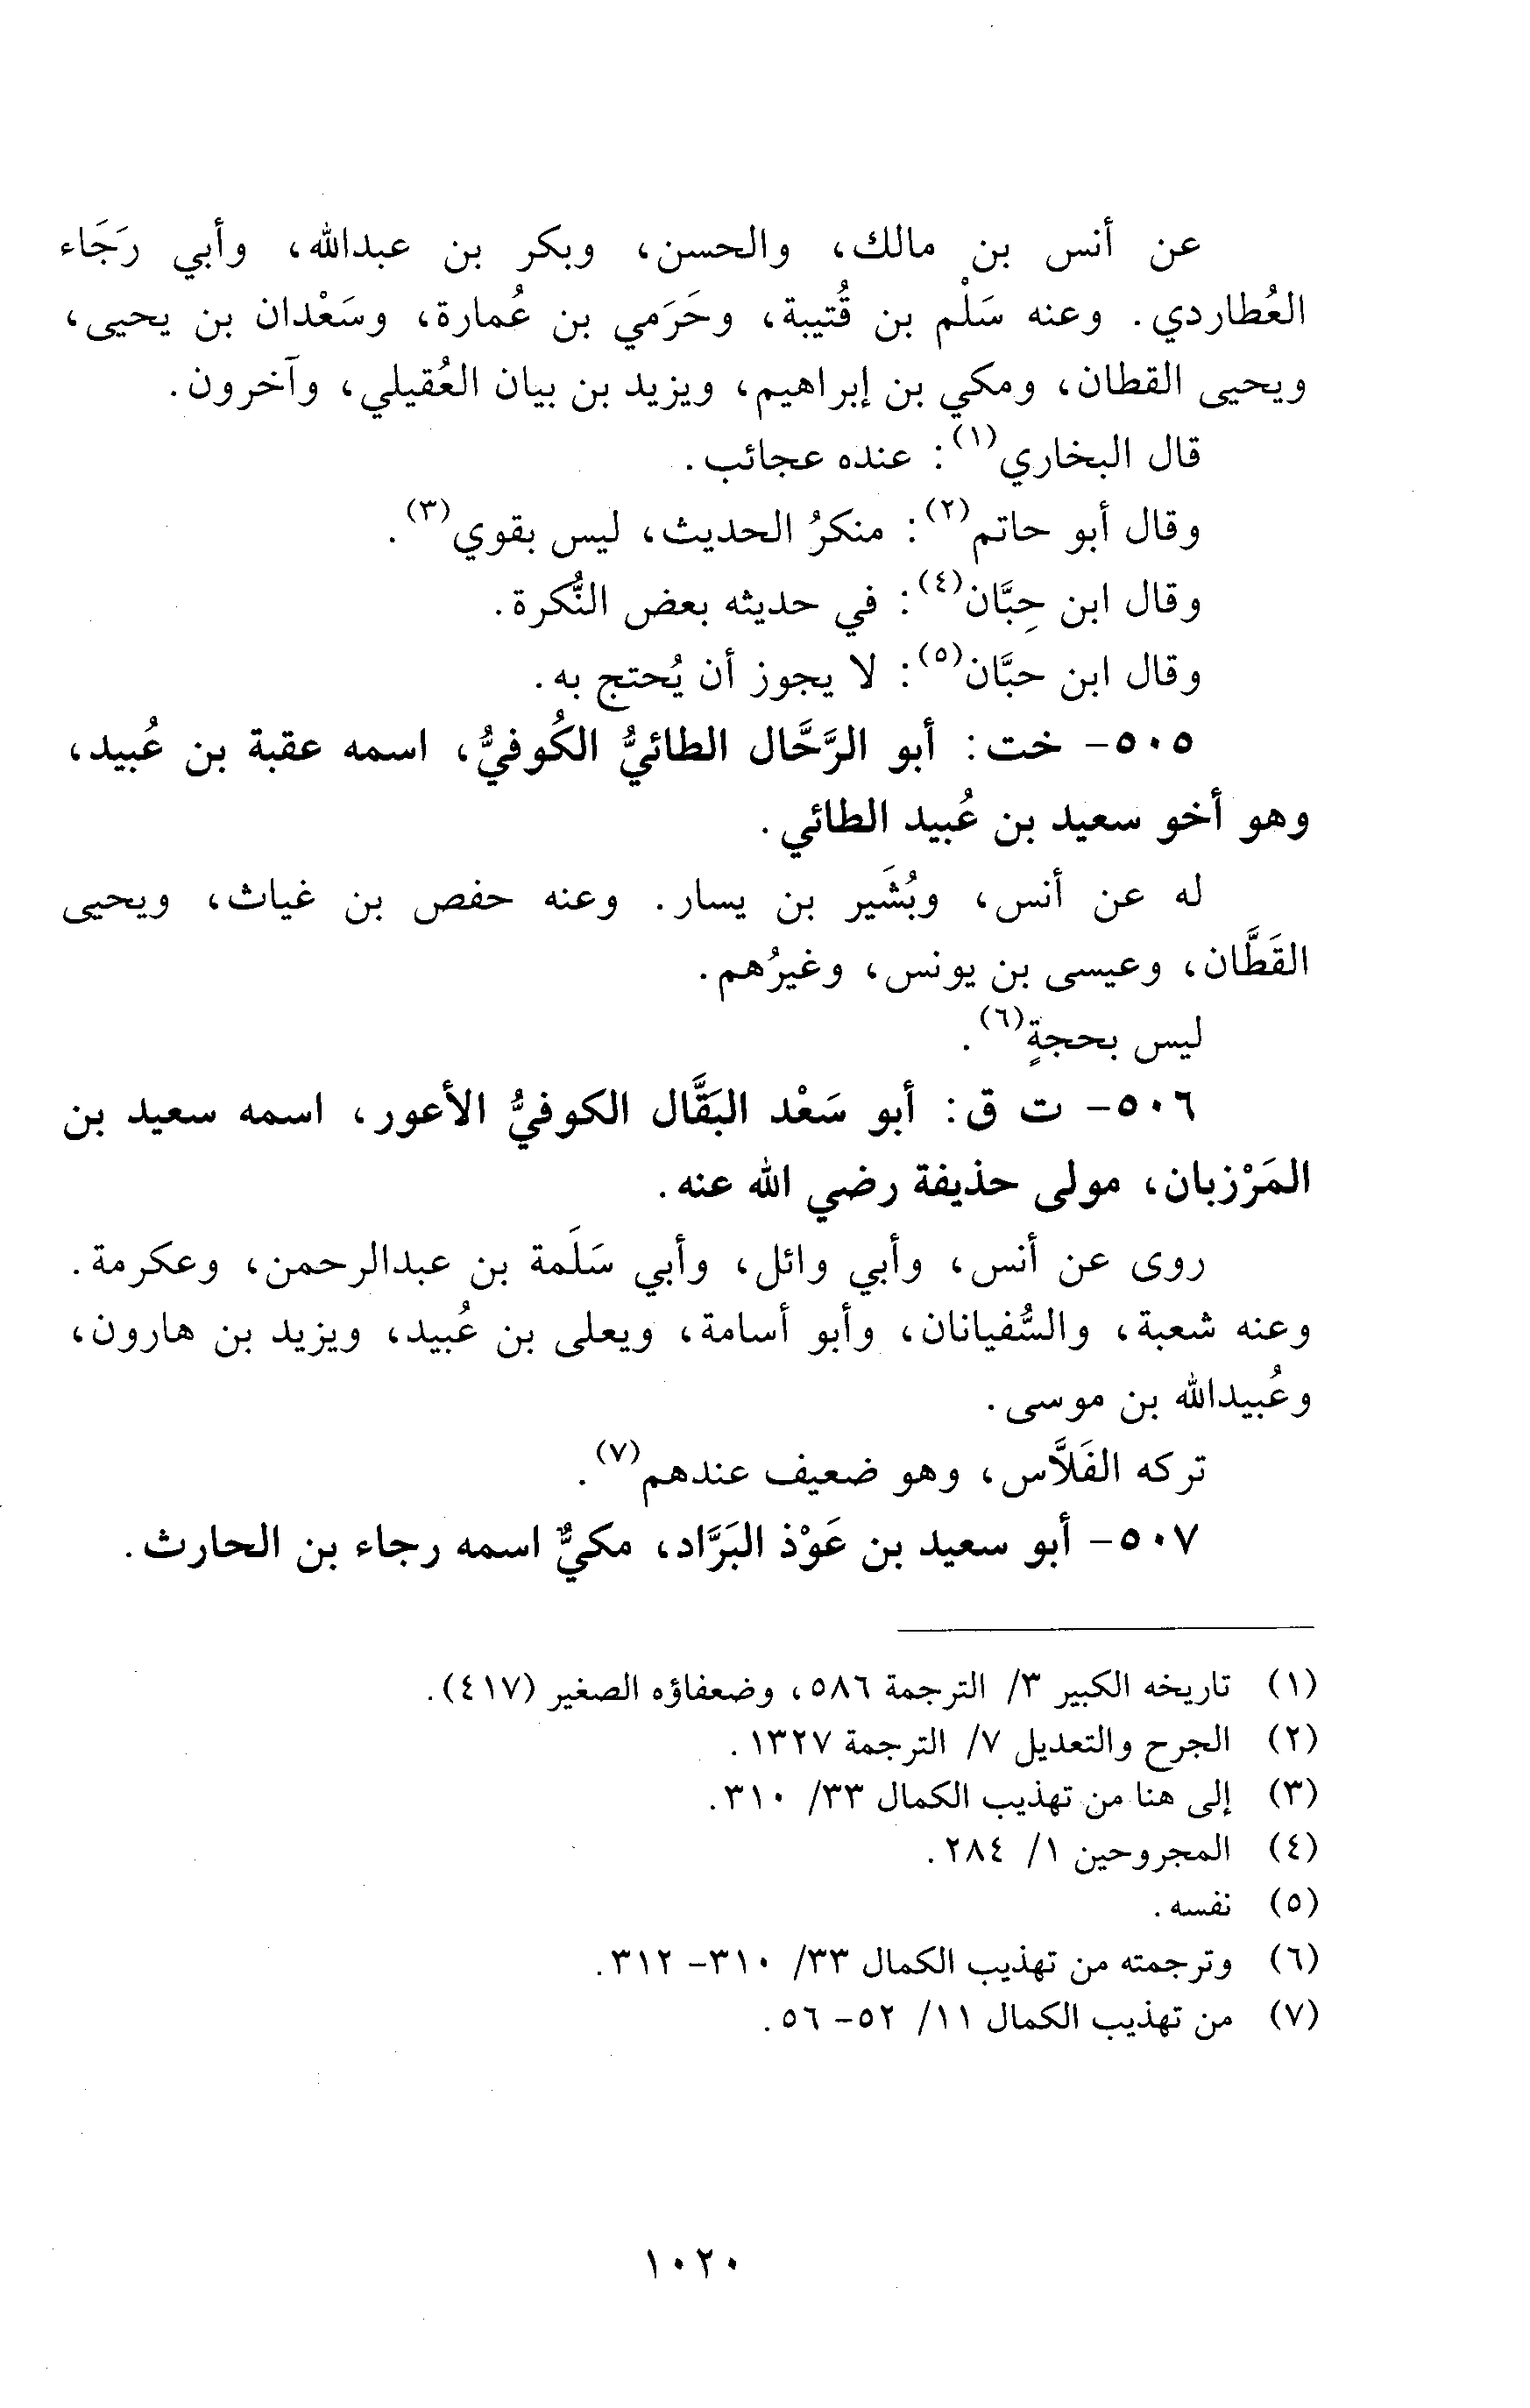 عن أنس بن مالك، والحسن، وبكر بن عبدالله، وأبي رَجَاء
العُطاردي. وعنه سَلْم بن قُتيبة، وحَرَمي بن عُمارة، وسَعْدان بن يحيى،
ويحيى القطان، ومكي بن إبراهيم، ويزيد بن بيان العُقيلي، وآخرون.
قال البخاري(١): عنده عجائب.
وقال أبو حاتم(٢): منكرُ الحديث، ليس بقوي(٣).
وقال ابن حِبَّان(٤): في حديثه بعض النُّكرة.
وقال ابن حبَّان(٥): لا يجوز أن يُحتج به.
٥٠٥- خت: أبو الرَّحَّال الطائيُّ الكُوفيُّ، اسمه عقبة بن عُبيد،
وهو أخو سعيد بن عُبيد الطائي.
له عن أنس، وبُشَير بن يسار. وعنه حفص بن غياث، ويحيى
القَطَّان، وعيسى بن يونس، وغيرُهم.
ليس بحجةٍ(٦).
٥٠٦- ت ق: أبو سَعْد البَقَّال الكوفيُّ الأعور، اسمه سعيد بن
المَرْزبان، مولى حذيفة رضي الله عنه.
روى عن أنس، وأبي وائل، وأبي سَلَمة بن عبدالرحمن، وعكرمة.
وعنه شعبة، والسُّفيانان، وأبو أسامة، ويعلى بن عُبيد، ويزيد بن هارون،
وعُبيدالله بن موسى.
تركه الفَلاَّس، وهو ضعيف عندهم(٧).
٥٠٧- أبو سعيد بن عَوْذ البَرَّاد، مكيٌّ اسمه رجاء بن الحارث.
(١) تاريخه الكبير ٣/ الترجمة ٥٨٦، وضعفاؤه الصغير (٤١٧).
(٢) الجرح والتعديل ٧/ الترجمة ١٣٢٧.
(٣) إلى هنا من تهذيب الكمال ٣٣/ ٣١٠.
(٤) المجروحين ١/ ٢٨٤.
(٥) نفسه.
(٦) وترجمته من تهذيب الكمال ٣٣/ ٣١٠- ٣١٢.
(٧) من تهذيب الكمال ١١/ ٥٢- ٥٦.
١٠٢٠